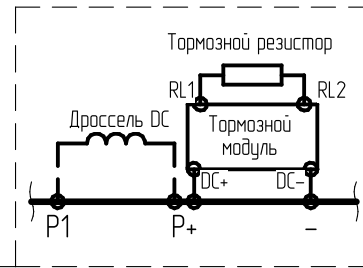 Тормозной резистор
RL1
RL2
Дроссель DC
Тормозной
модуль
DC+
DC-
P1
P+
-